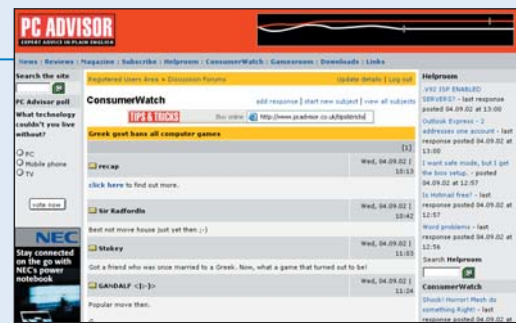 PC ADVISOR
EXPERT ADVICE IN PLAIN ENGLISH
News | Reviews | Magazine | Subscribe | Helproom | ConsumerWatch | Gamesroom | Downloads | Links
Search the site
PC Advisor poll
What technology
couldn't you live
without?
PC
Mobile phone
TV
vote now
NEC
Stay connected
on the go with
NEC's power
notebook
Registered Users Area > Discussion Forums
Update details | Log out
ConsumerWatch
add response | start new subject | view all subjects
TIPS & TRICKS
Buy online
http://www.pcadvisor.co.uk/tipstricks
Greek govt bans all computer games
[1]
recap
Wed, 04.09.02 |
10:13
click here to find out more.
Sir Radfordin
Wed, 04.09.02 |
10:42
Best not move house just yet then ;-)
Stokey
Wed, 04.09.02 |
11:03
Got a friend who was once married to a Greek. Now, what a game that turned out to be!
GANDALF <|:-)>
Wed, 04.09.02 |
11:24
Popular move then.
Helproom
.V92 ISP ENABLED
SERVERS? - last response
posted 04.09.02 at 13:00
Outlook Express - 2
addresses one account - last
response posted 04.09.02 at
13:00
I want safe mode, but I get
the bios setup. - posted
04.09.02 at 12:57
Is Hotmail free? - last
response posted 04.09.02 at
12:57
Word problems - last
response posted 04.09.02 at
12:56
Search Helproom
ConsumerWatch
Shock! Horror! Mesh do
something Right! - last
response posted 04.09.02 at